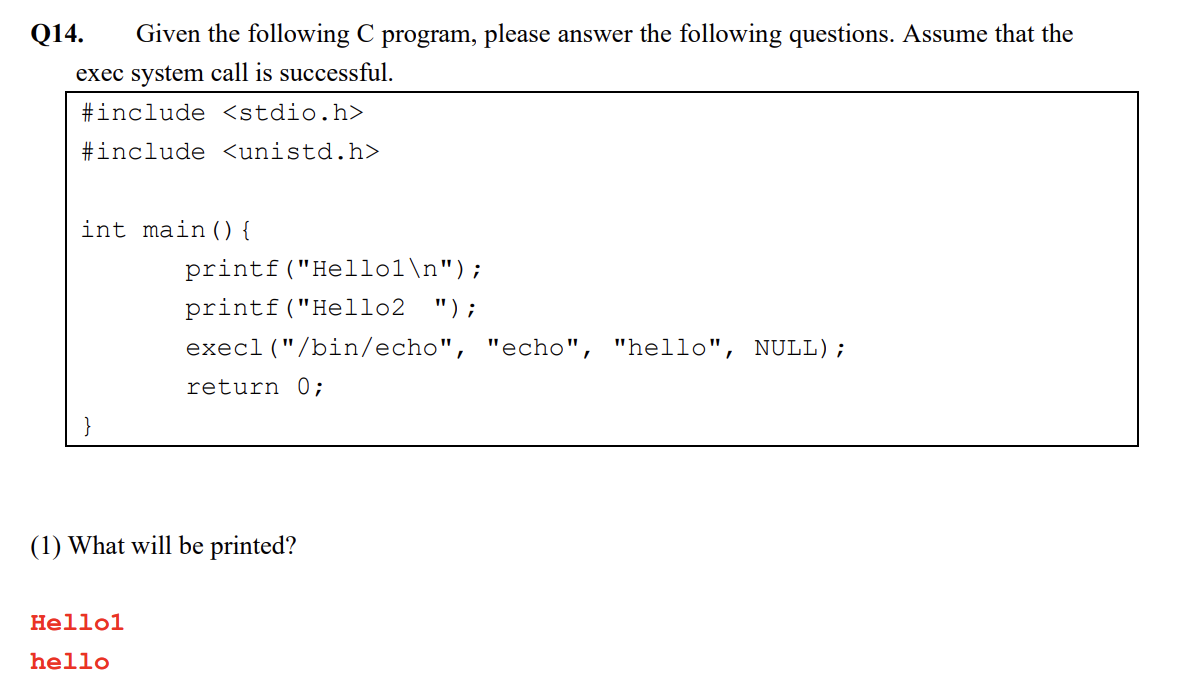 Q14. Given the following C program, please answer the following questions. Assume that the
exec system call is successful.
#include <stdio.h>
#include <unistd.h>
int main(){
printf("Hello1\n");
printf("Hello2 ");
execl("/bin/echo", "echo", "hello", NULL);
return 0;
}
(1) What will be printed?
Hello1
hello